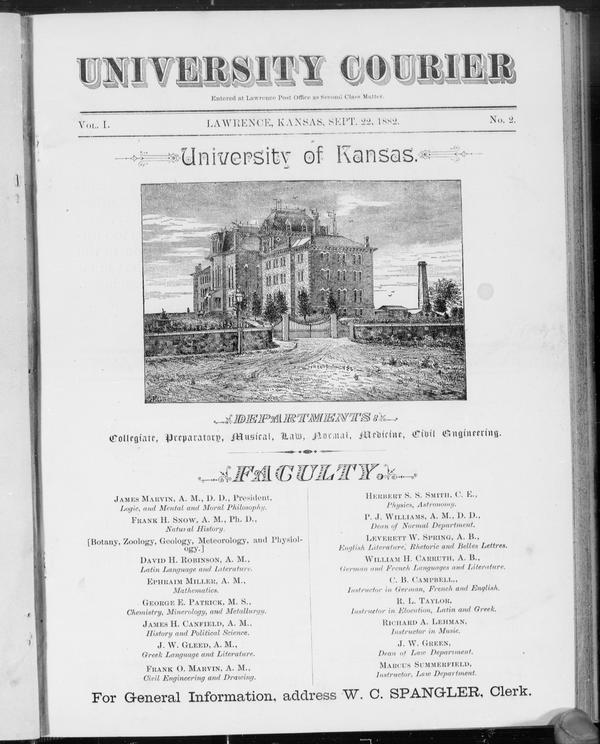 UNIVERSITY COURIER
Entered at Lawrence Post Office as Second Class Matter.
VOL. I.
LAWRENCE, KANSAS, SEPT. 22, 1882.
No. 2.
University of Kansas.
DEPARTMENTS:
Collegiate, Preparatory, Musical, Law, Normal, Medicine, Civil Engineering.
FACULTY.
JAMES MARVIN, A. M., D. D., President,
Logic, and Mental and Moral Philosophy.
FRANK H. SNOW, A. M., Ph. D.,
Natural History.
[Botany, Zoology, Geology, Meteorology, and Physiol-
ogy.]
DAVID H. ROBINSON, A. M.,
Latin Language and Literature.
EPHRAIM MILLER, A. M.,
Mathematics.
GEORGE E. PATRICK, M. S.,
Chemistry, Minerology, and Metallurgy.
JAMES H. CANFIELD, A. M.,
History and Political Science.
J. W. GLEED, A. M.,
Greek Language and Literature.
FRANK O. MARVIN, A. M.,
Civil Engineering and Drawing.
HERBERT S. S. SMITH, C. E.,
Physics, Astronomy.
P. J. WILLIAMS, A. M., D. D.,
Dean of Normal Department.
LEVERETT W. SPRING, A. B.,
English Literature, Rhetoric and Belles Lettres.
WILLIAM H. CARRUTH, A. B.,
German and French Languages and Literature.
C. B. CAMPBELL,,
Instructor in German, French and English.
R. L. TAYLOR,
Instructor in Elocution, Latin and Greek.
RICHARD A. LEHMAN,
Instructor in Music.
J. W. GREEN,
Dean of Law Department.
MARCUS SUMMERFIELD,
Instructor, Law Department.
For General Information, address W. C. SPANGLER, Clerk.